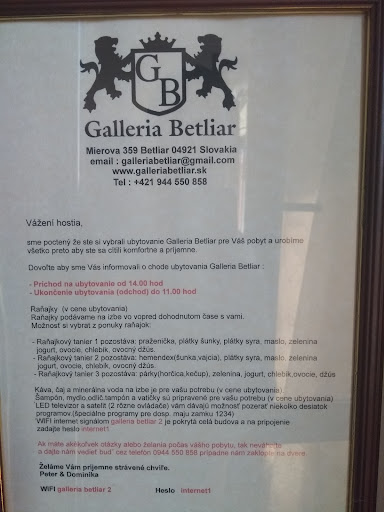 G B
Galleria Betliar
Mierova 359 Betliar 04921 Slovakia
email : galleriabetliar@gmail.com
www.galleriabetliar.sk
Tel : +421 944 550 858
Vážení hostia,
sme poctený že ste si vybrali ubytovanie Galleria Betliar pre Váš pobyt a urobíme
všetko preto aby ste sa cítili komfortne a príjemne.
Dovoľte aby sme Vás informovali o chode ubytovania Galleria Betliar :
- Príchod na ubytovanie od 14.00 hod
- Ukončenie ubytovania (odchod) do 11.00 hod
Raňajky (v cene ubytovania)
Raňajky podávame na izbe vo vopred dohodnutom čase s vami.
Možnosť si vybrať z ponuky raňajok:
- Raňajkový tanier 1 pozostáva: praženička, plátky šunky, plátky syra, maslo, zelenina
jogurt, ovocie, chlebík, ovocný džús.
- Raňajkový tanier 2 pozostáva: hemendex(šunka,vajcia), plátky syra, maslo, zelenina
jogurt, ovocie, chlebík, ovocný džús
- Raňajkový tanier 3 pozostáva: párky(horčica,kečup), zelenina, jogurt, chlebík,ovocie, džús
Káva, čaj a minerálna voda na izbe je pre vašu potrebu (v cene ubytovania).
Šampón, mydlo,odlič.tampón a vatičky sú pripravené pre vašu potrebu (v cene ubytovania)
LED televízor a satelit (2 rôzne ovládače) vám dávajú možnosť pozerať niekoľko desiatok
programov (špeciálne programy pre dosp. majú zamku 1234)
WIFI internet signálom galleria betliar 2 je pokrytá celá budova a na pripojenie
zadajte heslo internet1
Ak máte akékoľvek otázky alebo želania počas vášho pobytu, tak neváhajte
a dajte nám vedieť buď cez telefón 0944 550 858 prípadne nám zaklepte na dvere.
Želáme Vám príjemne strávené chvíľe.
Peter & Dominika
WIFI galleria betliar 2 Heslo internet1